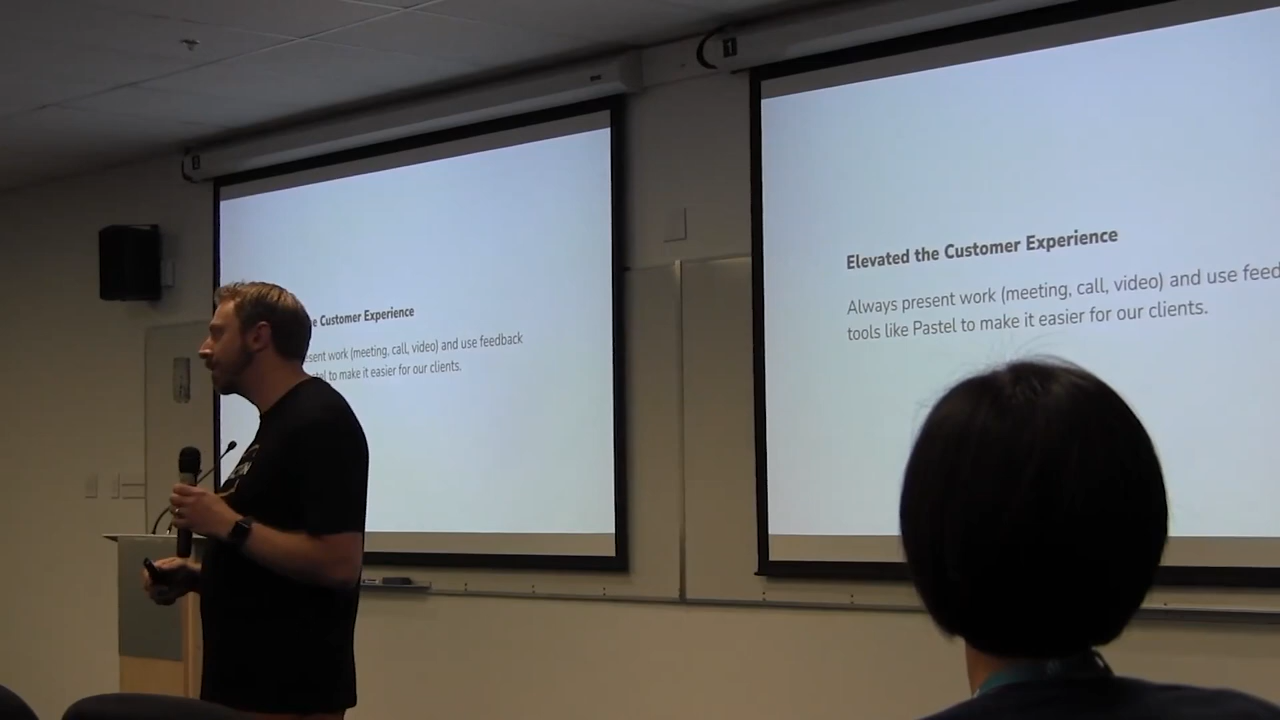 e Customer Experience
sent work (meeting, call, video) and use feedback
to make it easier for our clients.
1
Elevated the Customer Experience
Always present work (meeting, call, video) and use feed
tools like Pastel to make it easier for our clients.